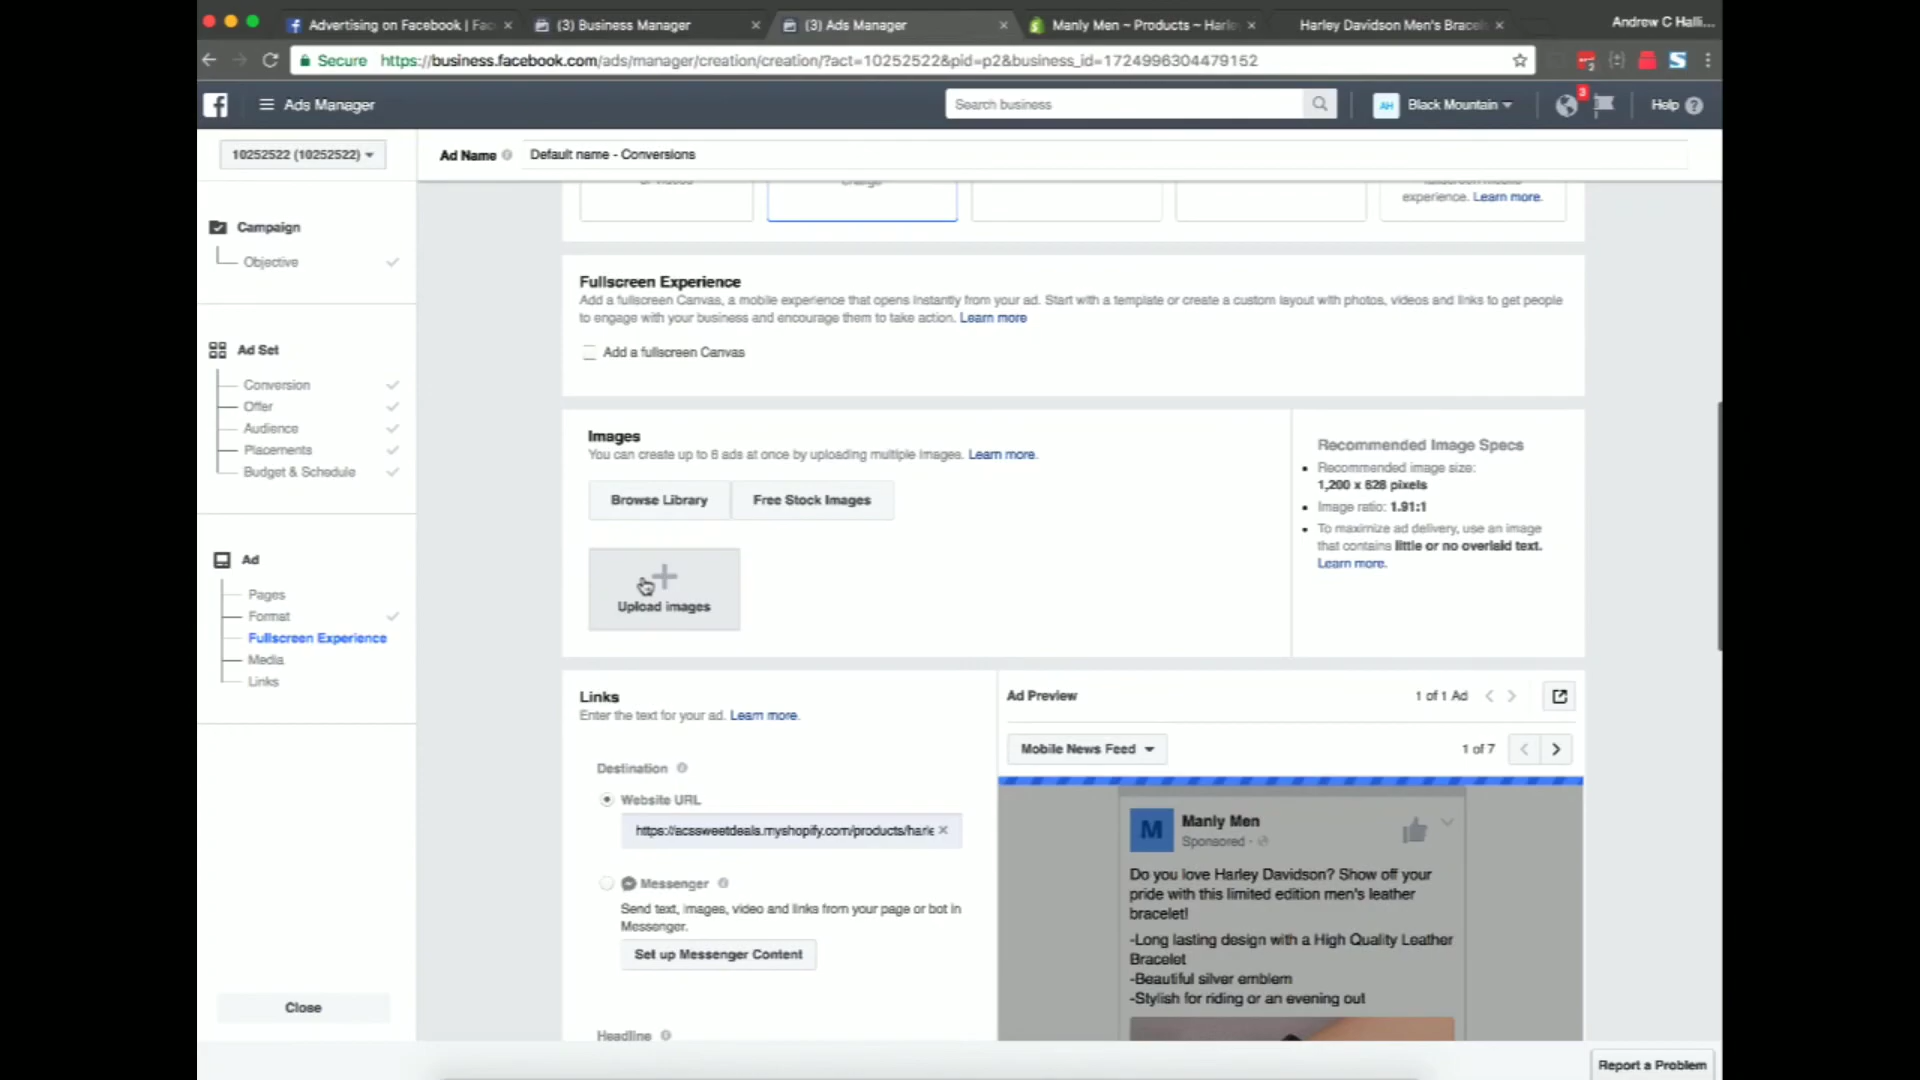 Advertising on Facebook | Fac
(3) Business Manager
(3) Ads Manager
Manly Men ~ Products ~ Harle
Harley Davidson Men's Bracel
Andrew C Halli...
Secure
https://business.facebook.com/ads/manager/creation/creation/?act=10252522&pid=p2&business_id=1724996304479152
Ads Manager
Search business
AH
Black Mountain
3
Help
10252522 (10252522)
Ad Name
Default name - Conversions
Campaign
Objective
Ad Set
Conversion
Offer
Audience
Placements
Budget & Schedule
Ad
Pages
Format
Fullscreen Experience
Media
Links
Close
or videos
change
experience. Learn more.
Fullscreen Experience
Add a fullscreen Canvas, a mobile experience that opens instantly from your ad. Start with a template or create a custom layout with photos, videos and links to get people
to engage with your business and encourage them to take action. Learn more
Add a fullscreen Canvas
Images
You can create up to 6 ads at once by uploading multiple images. Learn more.
Browse Library
Free Stock Images
Upload images
Recommended Image Specs
Recommended image size:
1,200 x 628 pixels
Image ratio: 1.91:1
To maximize ad delivery, use an image
that contains little or no overlaid text.
Learn more.
Links
Enter the text for your ad. Learn more.
Destination
Website URL
https://acssweetdeals.myshopify.com/products/harle
Messenger
Send text, images, video and links from your page or bot in
Messenger.
Set up Messenger Content
Headline
Ad Preview
1 of 1 Ad
Mobile News Feed
1 of 7
M
Manly Men
Sponsored ·
Do you love Harley Davidson? Show off your
pride with this limited edition men's leather
bracelet!
-Long lasting design with a High Quality Leather
Bracelet
-Beautiful silver emblem
-Stylish for riding or an evening out
Report a Problem